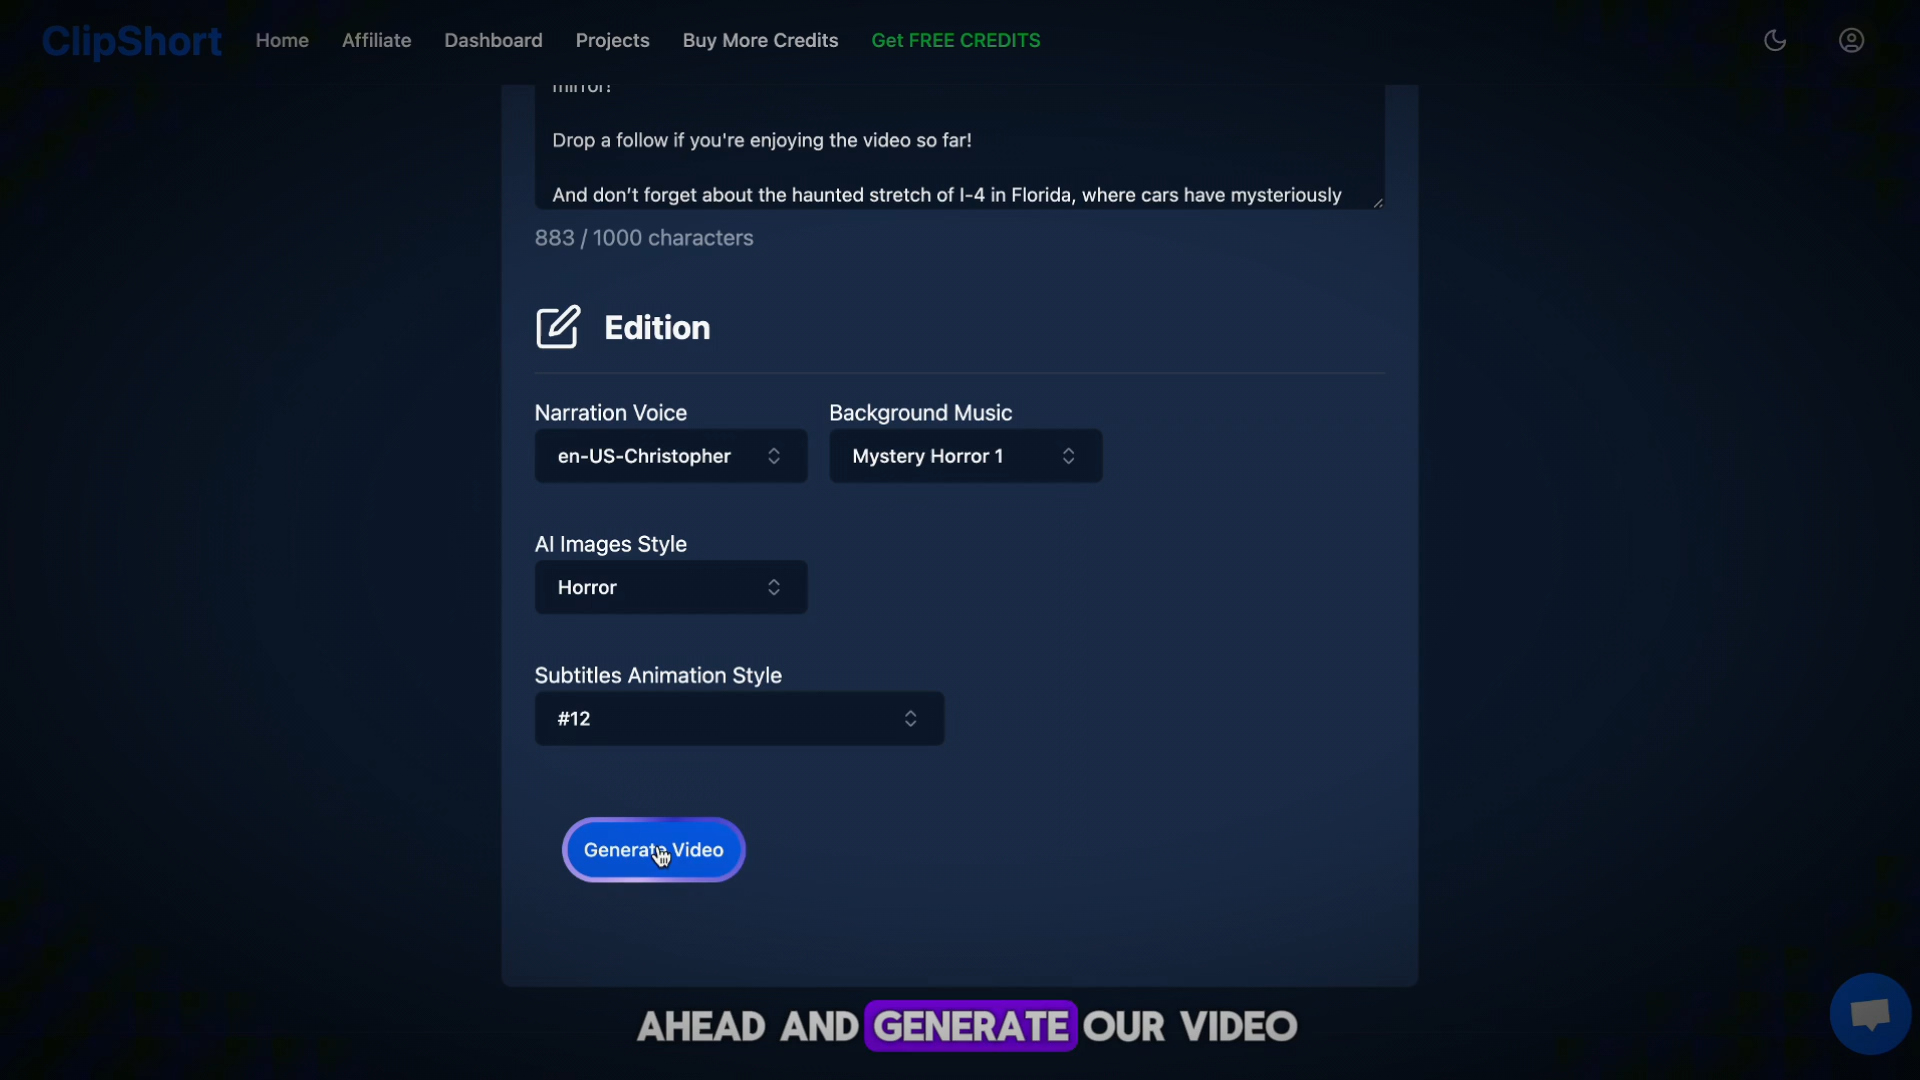 ClipShort Home Affiliate Dashboard Projects Buy More Credits Get FREE CREDITS
mirror!
Drop a follow if you're enjoying the video so far!
And don't forget about the haunted stretch of I-4 in Florida, where cars have mysteriously
883 / 1000 characters
Edition
Narration Voice Background Music
en-US-Christopher Mystery Horror 1
AI Images Style
Horror
Subtitles Animation Style
#12
Generate Video
AHEAD AND GENERATE OUR VIDEO